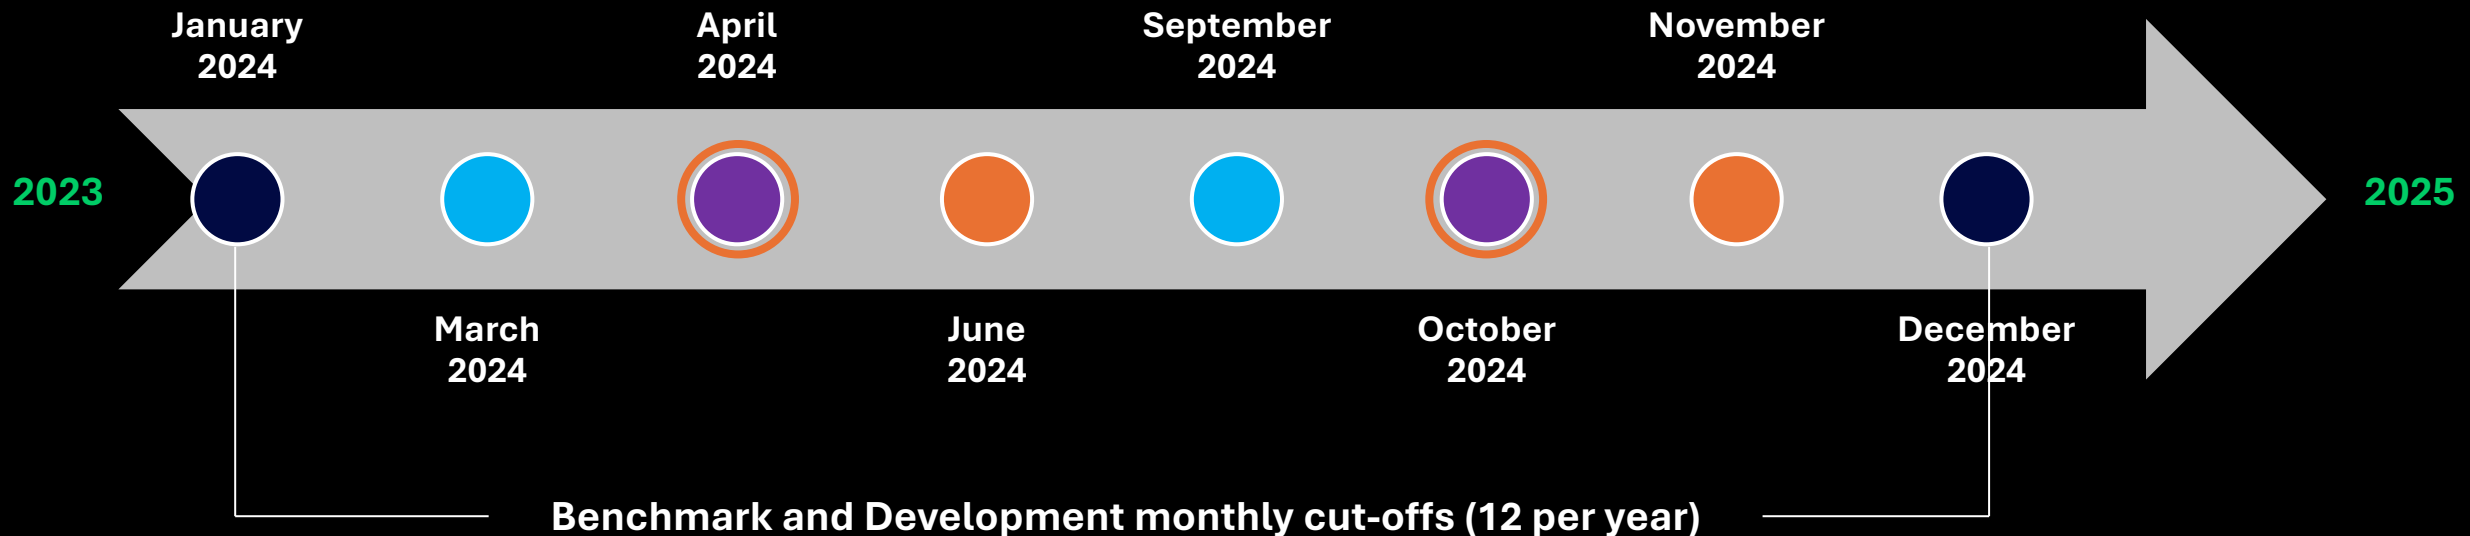 January
2024
April
2024
September
2024
November
2024
2023
2025
March
2024
June
2024
October
2024
December
2024
Benchmark and Development monthly cut-offs (12 per year)